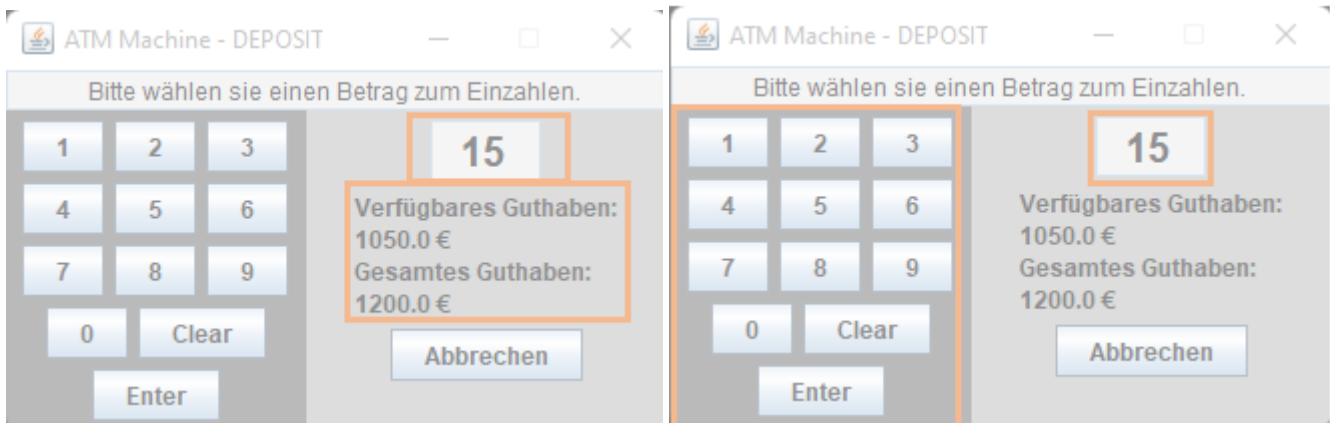 ATM Machine - DEPOSIT
Bitte wählen sie einen Betrag zum Einzahlen.
1 2 3
4 5 6
7 8 9
0 Clear
Enter
15
Verfügbares Guthaben:
1050.0 €
Gesamtes Guthaben:
1200.0 €
Abbrechen
ATM Machine - DEPOSIT
Bitte wählen sie einen Betrag zum Einzahlen.
1 2 3
4 5 6
7 8 9
0 Clear
Enter
15
Verfügbares Guthaben:
1050.0 €
Gesamtes Guthaben:
1200.0 €
Abbrechen